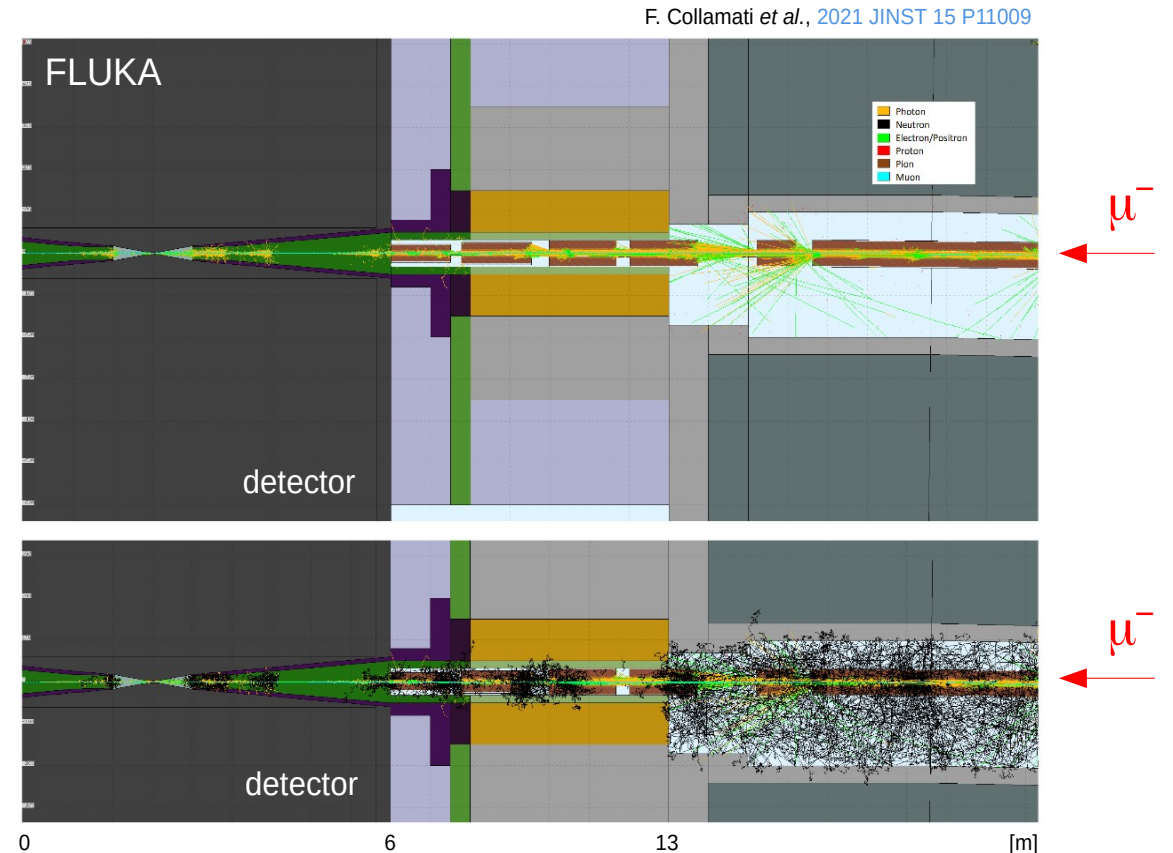 F. Collamati et al., 2021 JINST 15 P11009
FLUKA
Photon
Neutron
Electron/Positron
Proton
Pion
Muon
μ⁻
detector
μ⁻
detector
0 6 13 [m]